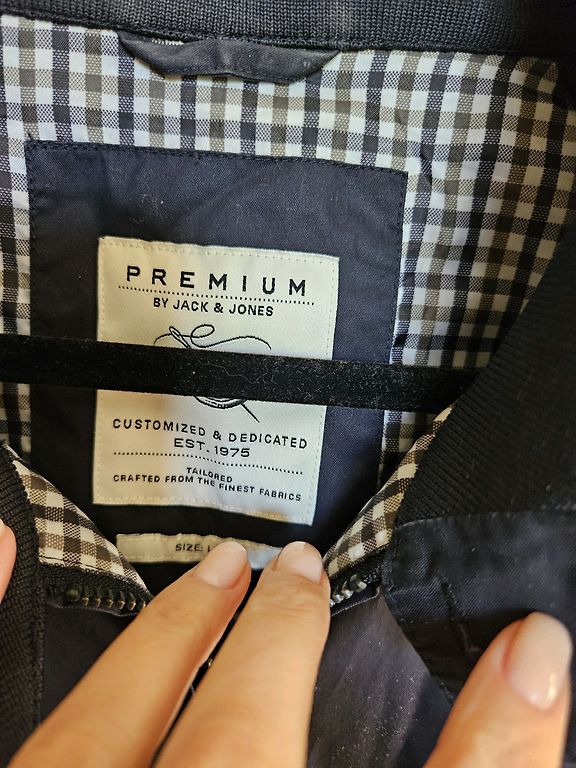 PREMIUM
BY JACK & JONES
CUSTOMIZED & DEDICATED
EST. 1975
TAILORED
CRAFTED FROM THE FINEST FABRICS
SIZE: